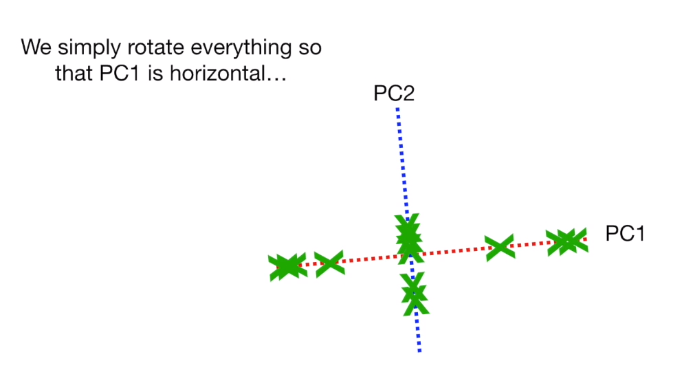 We simply rotate everything so
that PC1 is horizontal…
PC2
PC1